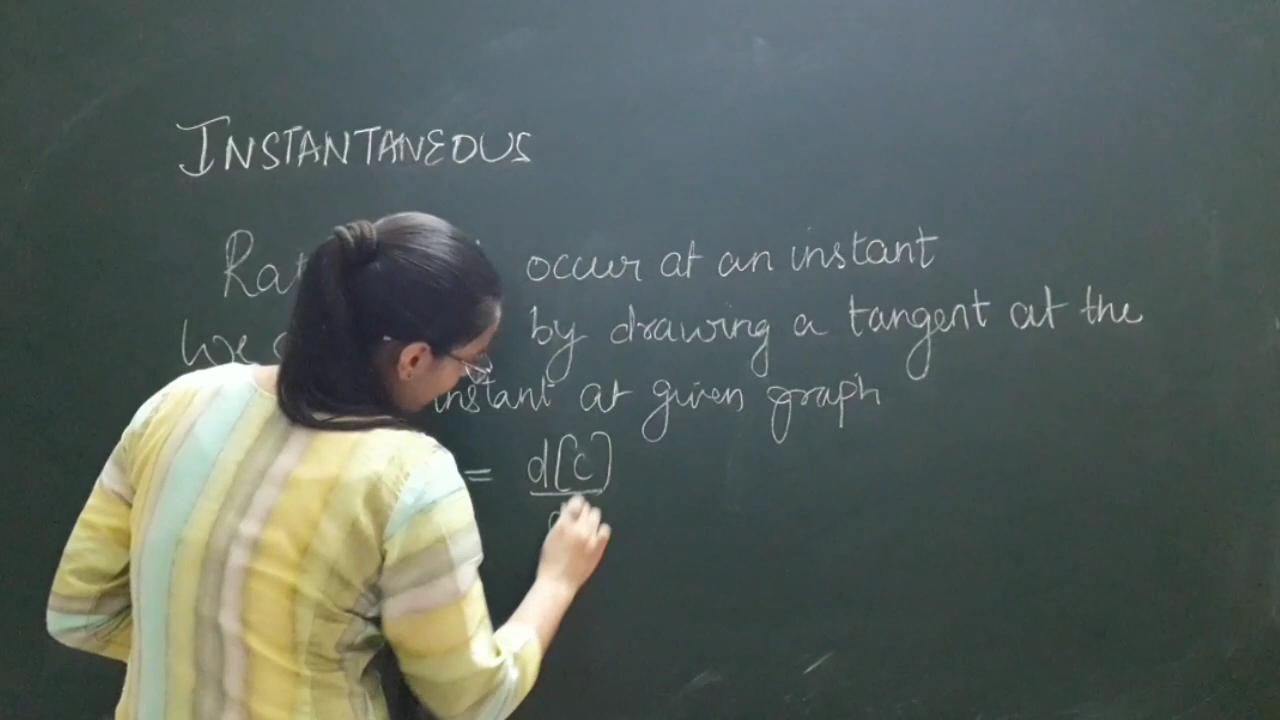 INSTANTANEOUS
Rat occur at an instant
We by drawing a tangent at the
instant at given graph
= d[c]